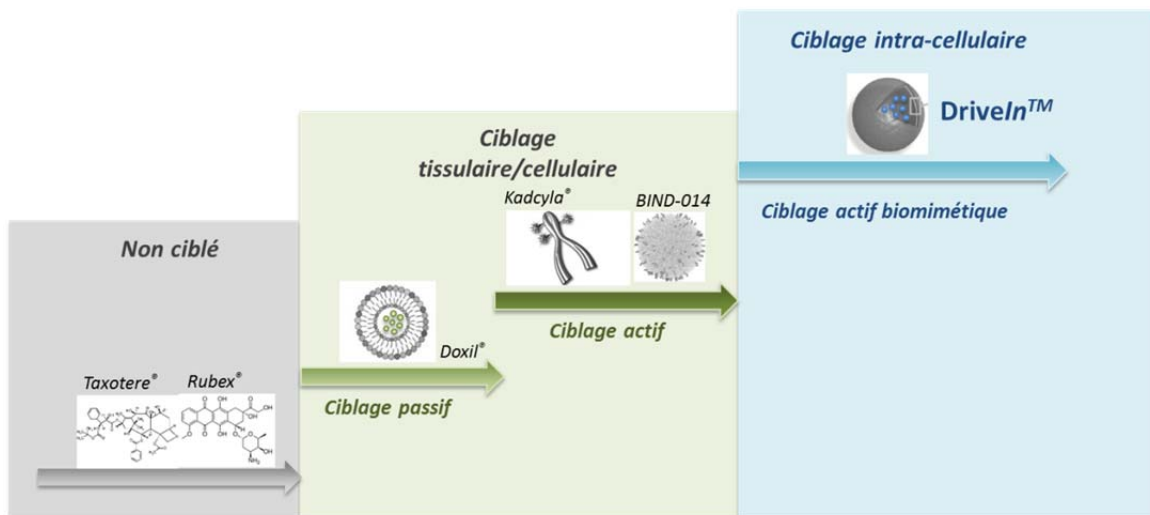 Non ciblé
Taxotere®
Rubex®
Ciblage
tissulaire/cellulaire
Doxil®
Ciblage passif
Kadcyla®
BIND-014
Ciblage actif
Ciblage intra-cellulaire
DriveIn™
Ciblage actif biomimétique